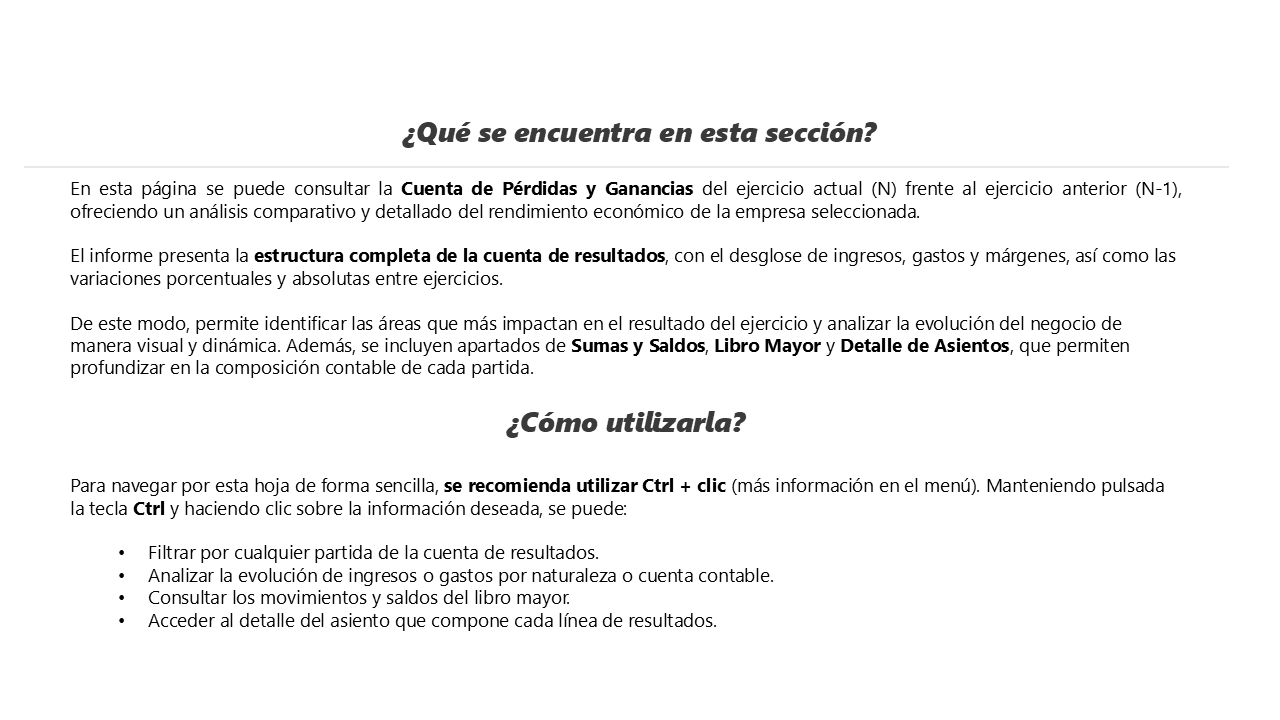 ¿Qué se encuentra en esta sección?
En esta página se puede consultar la Cuenta de Pérdidas y Ganancias del ejercicio actual (N) frente al ejercicio anterior (N-1),
ofreciendo un análisis comparativo y detallado del rendimiento económico de la empresa seleccionada.
El informe presenta la estructura completa de la cuenta de resultados, con el desglose de ingresos, gastos y márgenes, así como las
variaciones porcentuales y absolutas entre ejercicios.
De este modo, permite identificar las áreas que más impactan en el resultado del ejercicio y analizar la evolución del negocio de
manera visual y dinámica. Además, se incluyen apartados de Sumas y Saldos, Libro Mayor y Detalle de Asientos, que permiten
profundizar en la composición contable de cada partida.
¿Cómo utilizarla?
Para navegar por esta hoja de forma sencilla, se recomienda utilizar Ctrl + clic (más información en el menú). Manteniendo pulsada
la tecla Ctrl y haciendo clic sobre la información deseada, se puede:
• Filtrar por cualquier partida de la cuenta de resultados.
• Analizar la evolución de ingresos o gastos por naturaleza o cuenta contable.
• Consultar los movimientos y saldos del libro mayor.
• Acceder al detalle del asiento que compone cada línea de resultados.